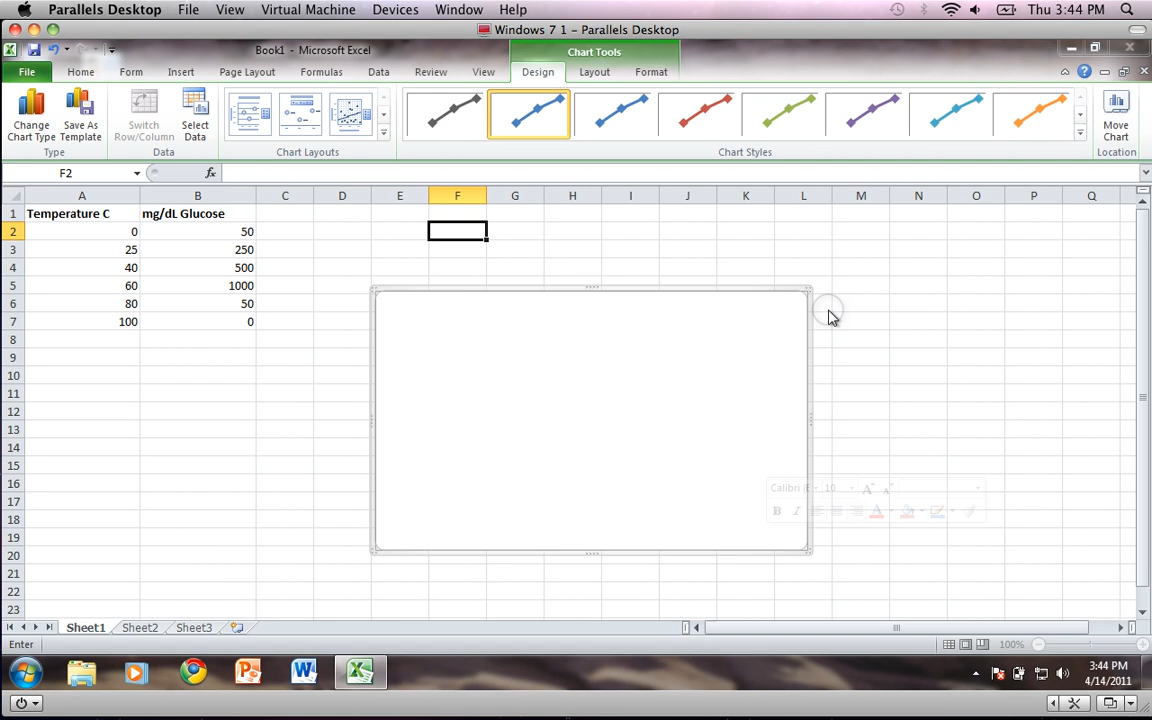 Parallels Desktop File View Virtual Machine Devices Window Help Thu 3:44 PM
Windows 7 1 - Parallels Desktop
Book1 - Microsoft Excel Chart Tools
File Home Form Insert Page Layout Formulas Data Review View Design Layout Format
Change Chart Type
Save As Template
Switch Row/Column
Select Data
Move Chart
Type Data Chart Layouts Chart Styles Location
F2 fx
A B C D E F G H I J K L M N O P Q
1 Temperature C mg/dL Glucose
2 0 50
3 25 250
4 40 500
5 60 1000
6 80 50
7 100 0
8
9
10
11
12
13
14
15
16 Calibri ( 10 A A
17 B I A
18
19
20
21
22
23
Sheet1 Sheet2 Sheet3
Enter 100%
3:44 PM
4/14/2011